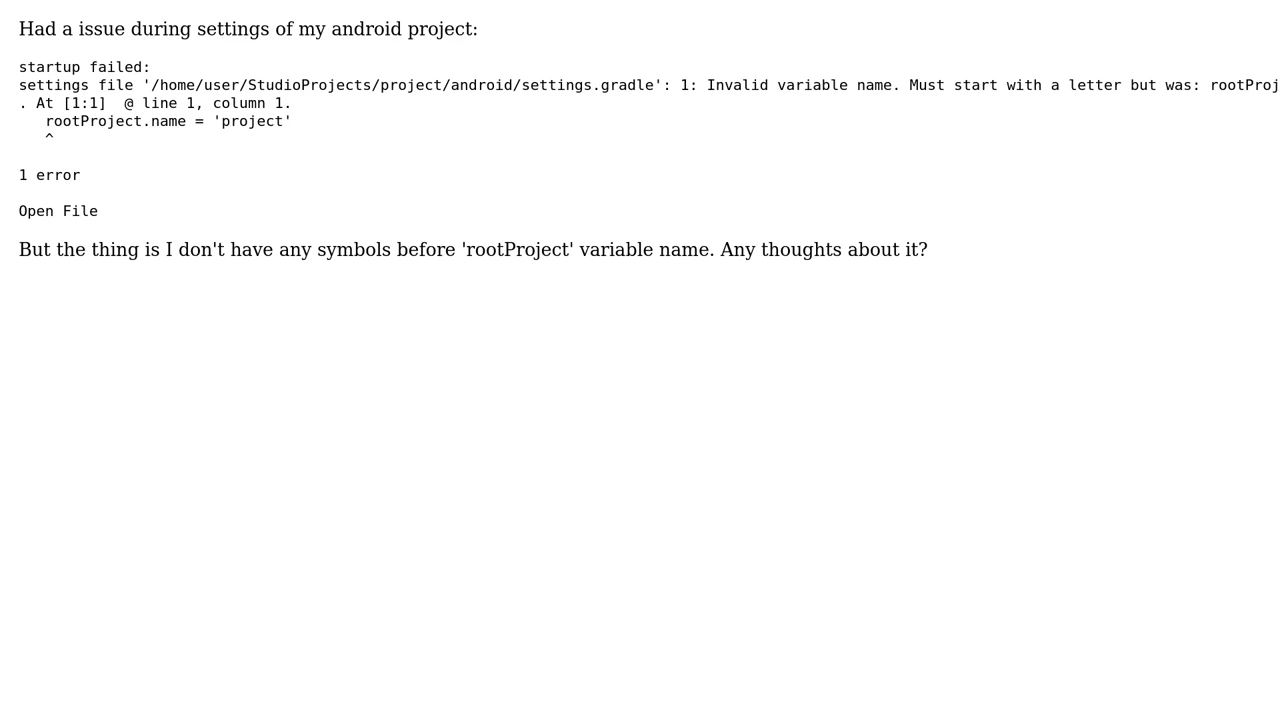 Had a issue during settings of my android project:
startup failed:
settings file '/home/user/StudioProjects/project/android/settings.gradle': 1: Invalid variable name. Must start with a letter but was: rootProj
. At [1:1]  @ line 1, column 1.
   rootProject.name = 'project'
   ^
1 error
Open File
But the thing is I don't have any symbols before 'rootProject' variable name. Any thoughts about it?